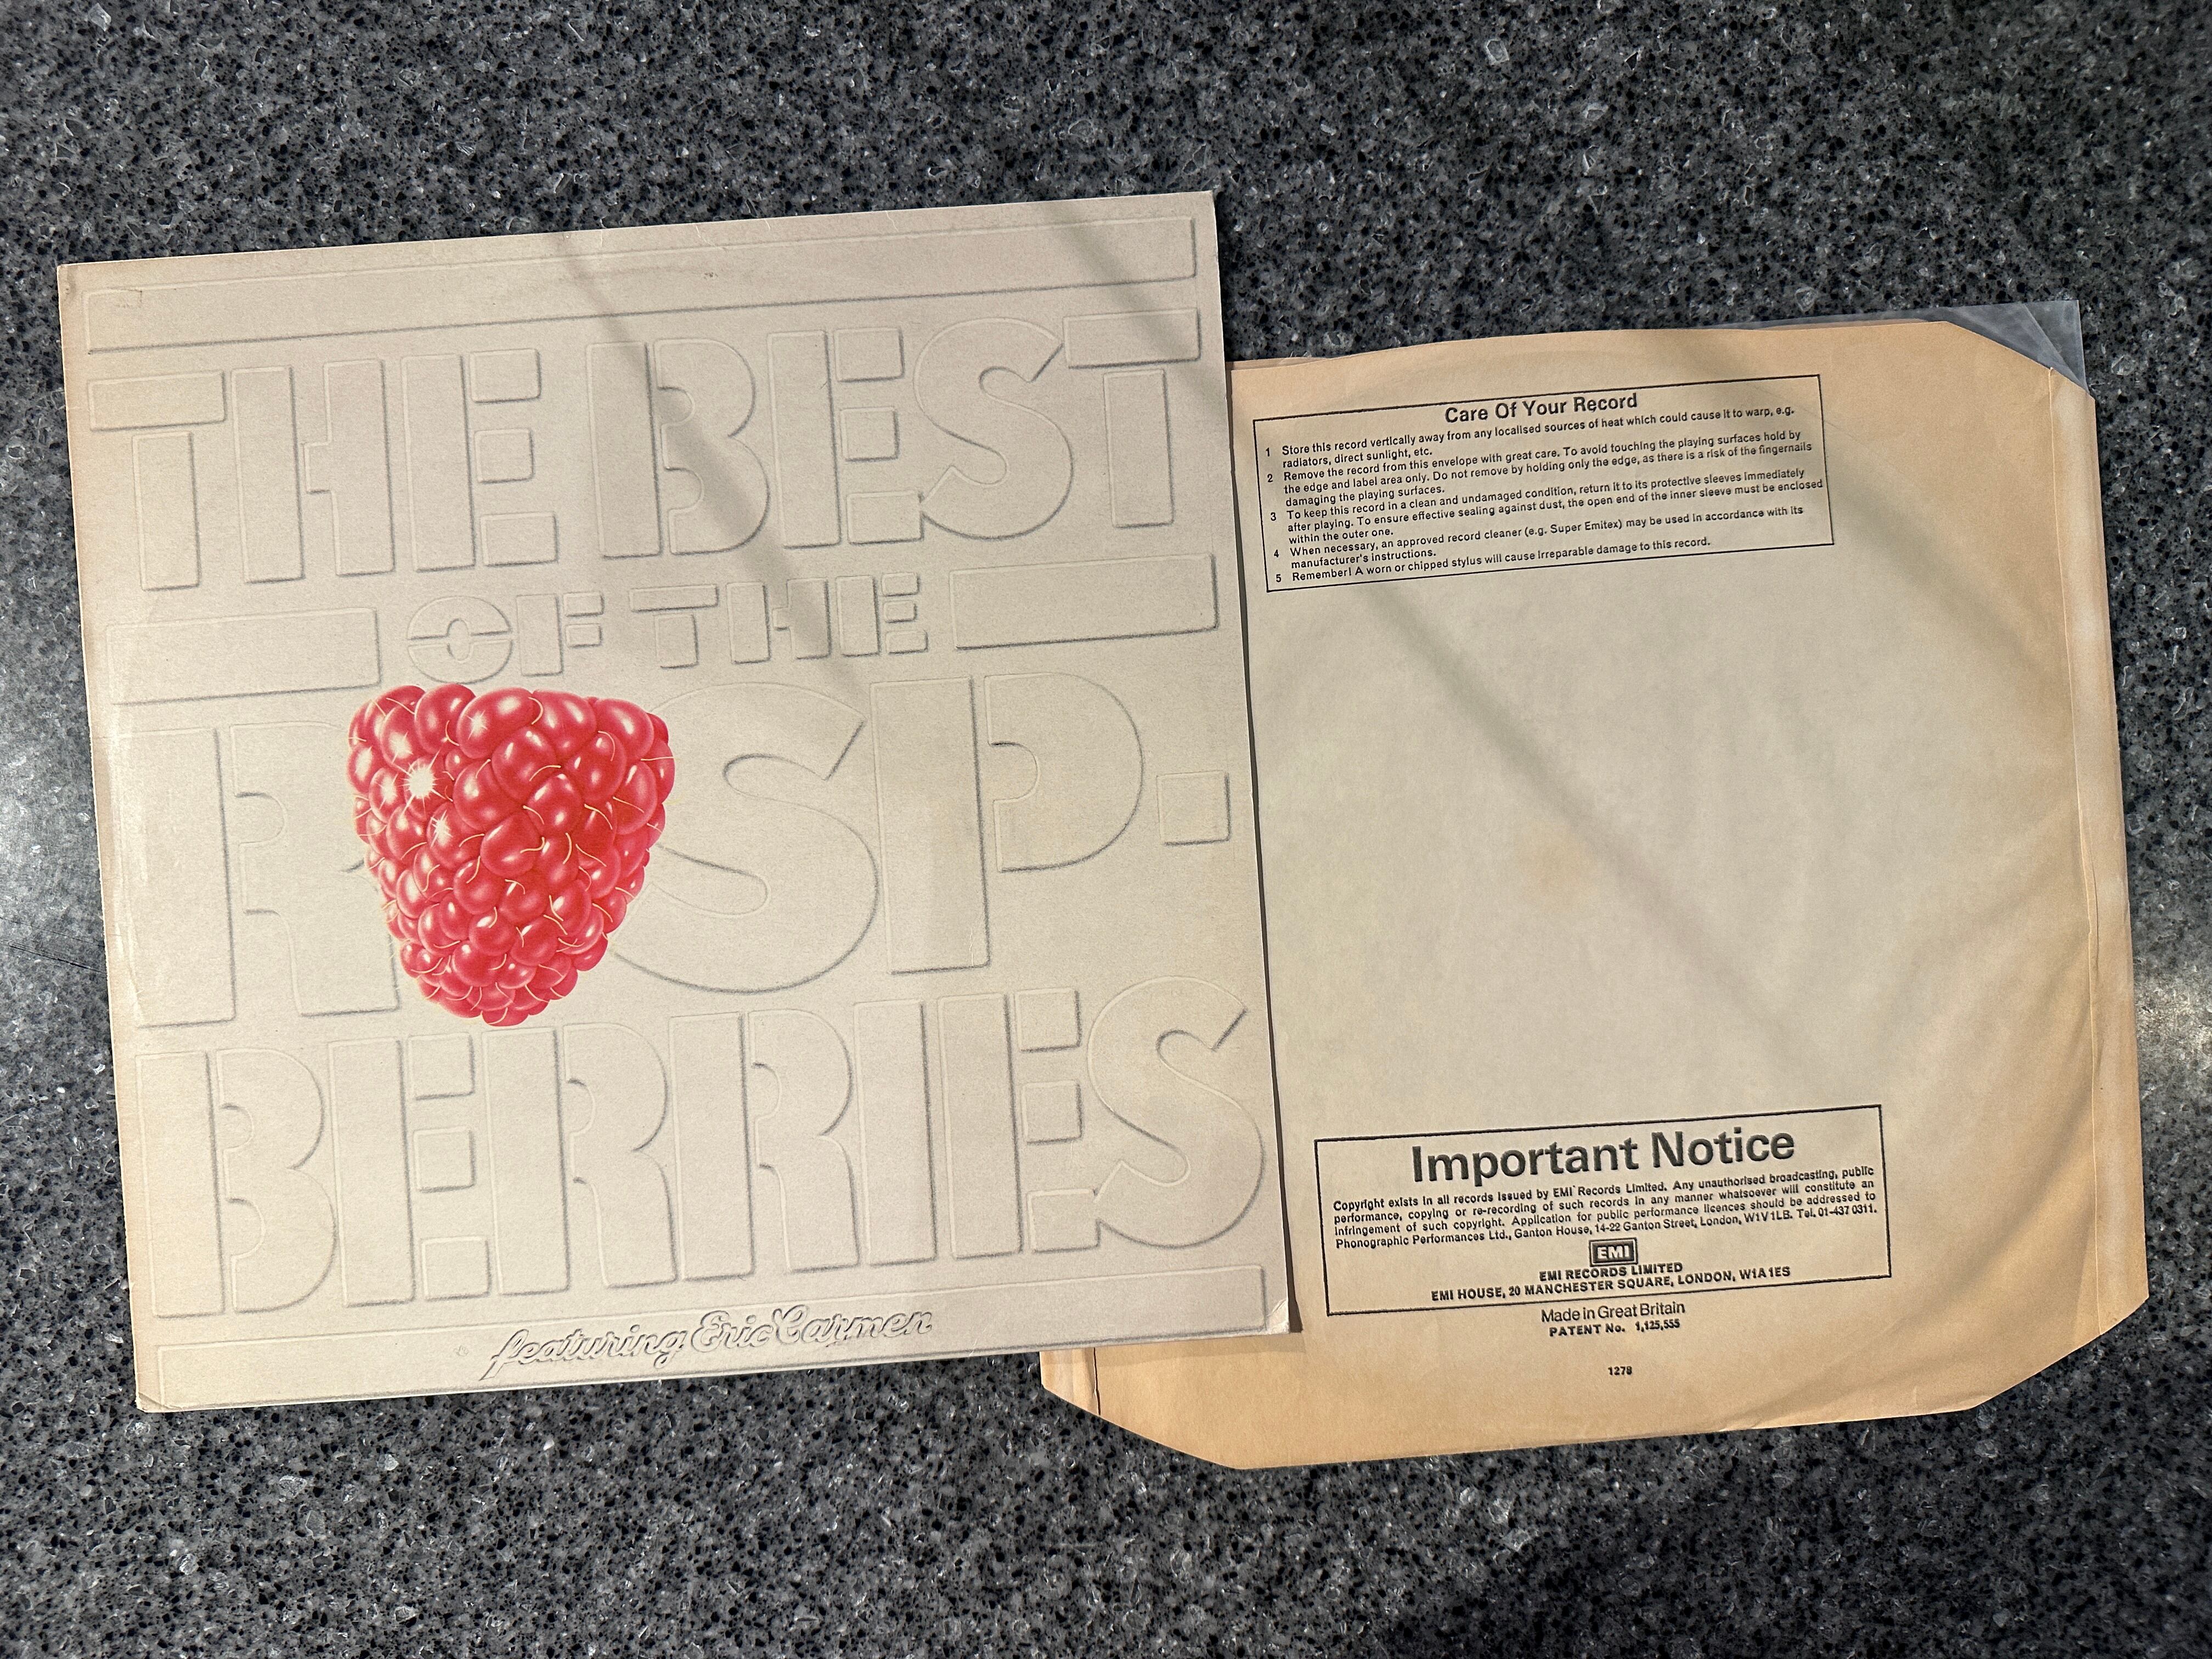 THE BEST
OF THE
R SP.
BERRIES
featuring Eric Carmen
Care Of Your Record
1 Store this record vertically away from any localised sources of heat which could cause it to warp, e.g.
radiators, direct sunlight, etc.
2 Remove the record from this envelope with great care. To avoid touching the playing surfaces hold by
the edge and label area only. Do not remove by holding only the edge, as there is a risk of the fingernails
damaging the playing surfaces.
3 To keep this record in a clean and undamaged condition, return it to its protective sleeves immediately
after playing. To ensure effective sealing against dust, the open end of the inner sleeve must be enclosed
within the outer one.
4 When necessary, an approved record cleaner (e.g. Super Emitex) may be used in accordance with its
manufacturer's instructions.
5 Remember! A worn or chipped stylus will cause irreparable damage to this record.
Important Notice
Copyright exists in all records issued by EMI Records Limited. Any unauthorised broadcasting, public
performance, copying or re-recording of such records in any manner whatsoever will constitute an
infringement of such copyright. Application for public performance licences should be addressed to
Phonographic Performances Ltd., Ganton House, 14-22 Ganton Street, London, W1V1LB. Tel. 01-437 0311.
EMI
EMI RECORDS LIMITED
EMI HOUSE, 20 MANCHESTER SQUARE, LONDON, W1A1ES
Made in Great Britain
PATENT No. 1,125,555
1278